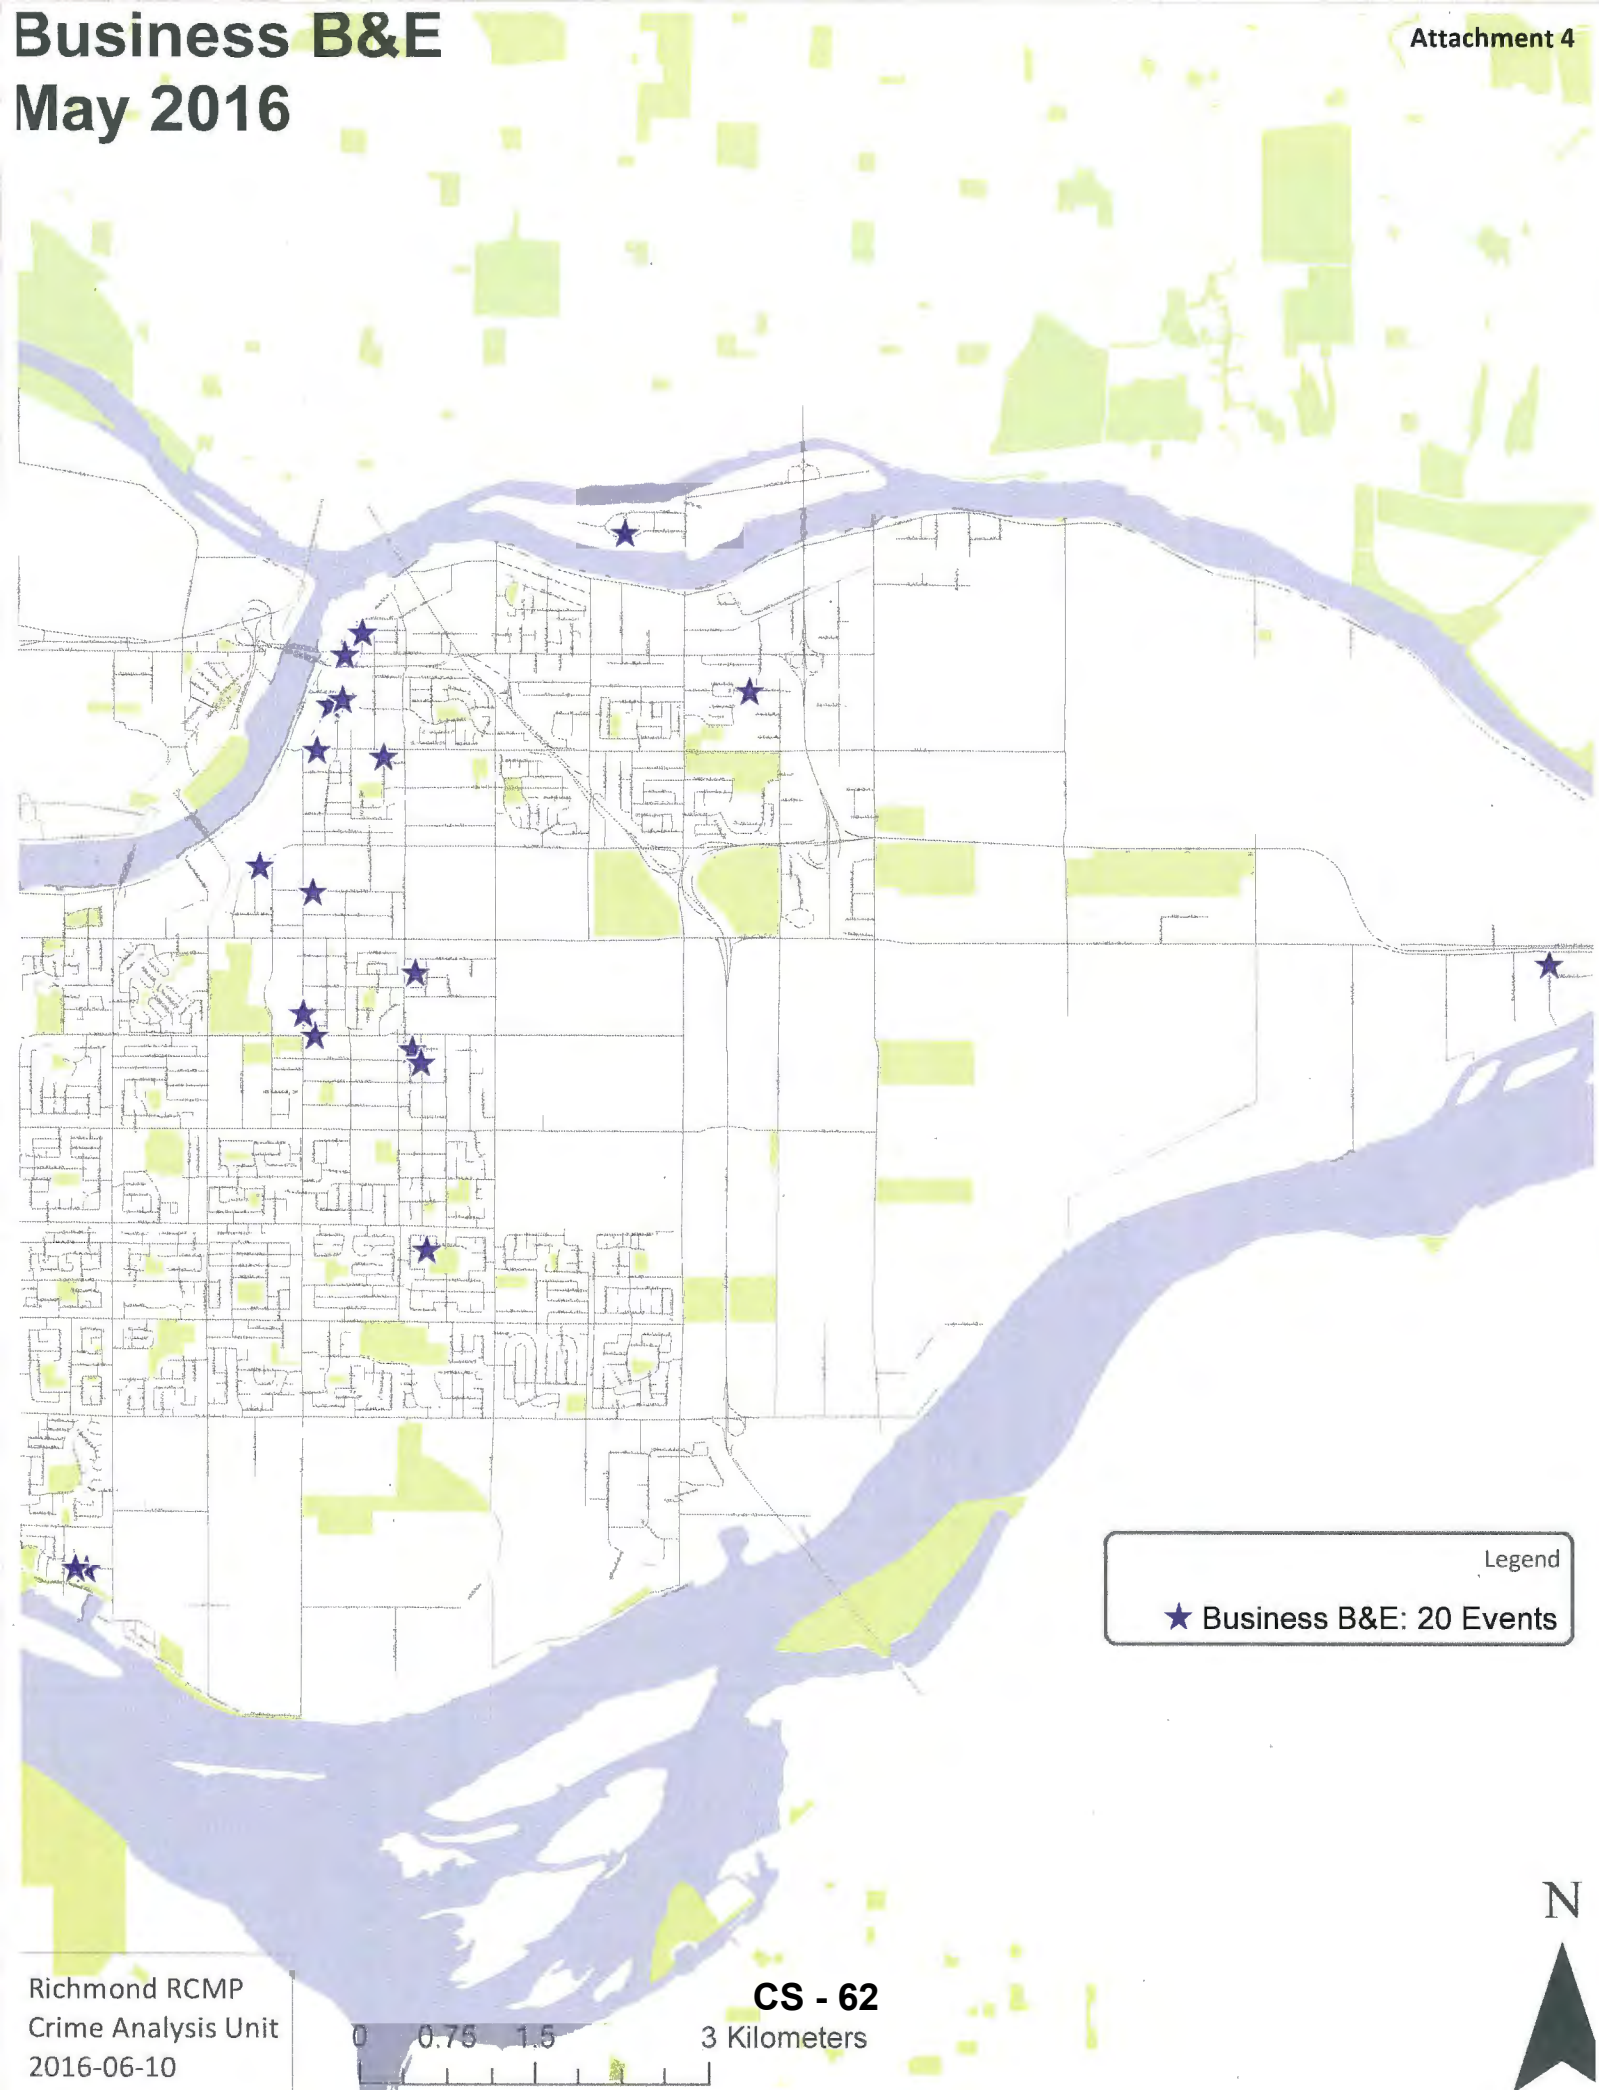 Business B&E
May 2016
Attachment 4
Legend
Business B&E: 20 Events
N
Richmond RCMP
Crime Analysis Unit
2016-06-10
CS - 62
0 0.75 1.5 3 Kilometers